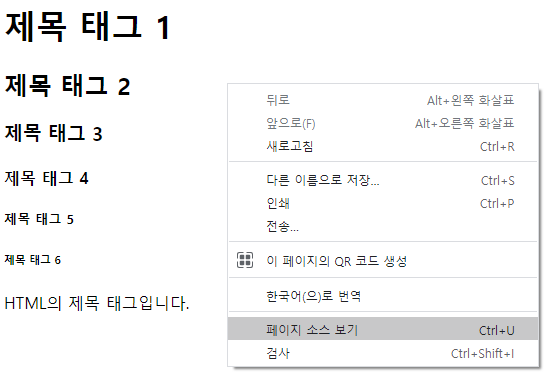 제목 태그 1
제목 태그 2
제목 태그 3
제목 태그 4
제목 태그 5
제목 태그 6
HTML의 제목 태그입니다.
뒤로 Alt+왼쪽 화살표
앞으로(F) Alt+오른쪽 화살표
새로고침 Ctrl+R
다른 이름으로 저장... Ctrl+S
인쇄 Ctrl+P
전송...
이 페이지의 QR 코드 생성
한국어(으)로 번역
페이지 소스 보기 Ctrl+U
검사 Ctrl+Shift+I